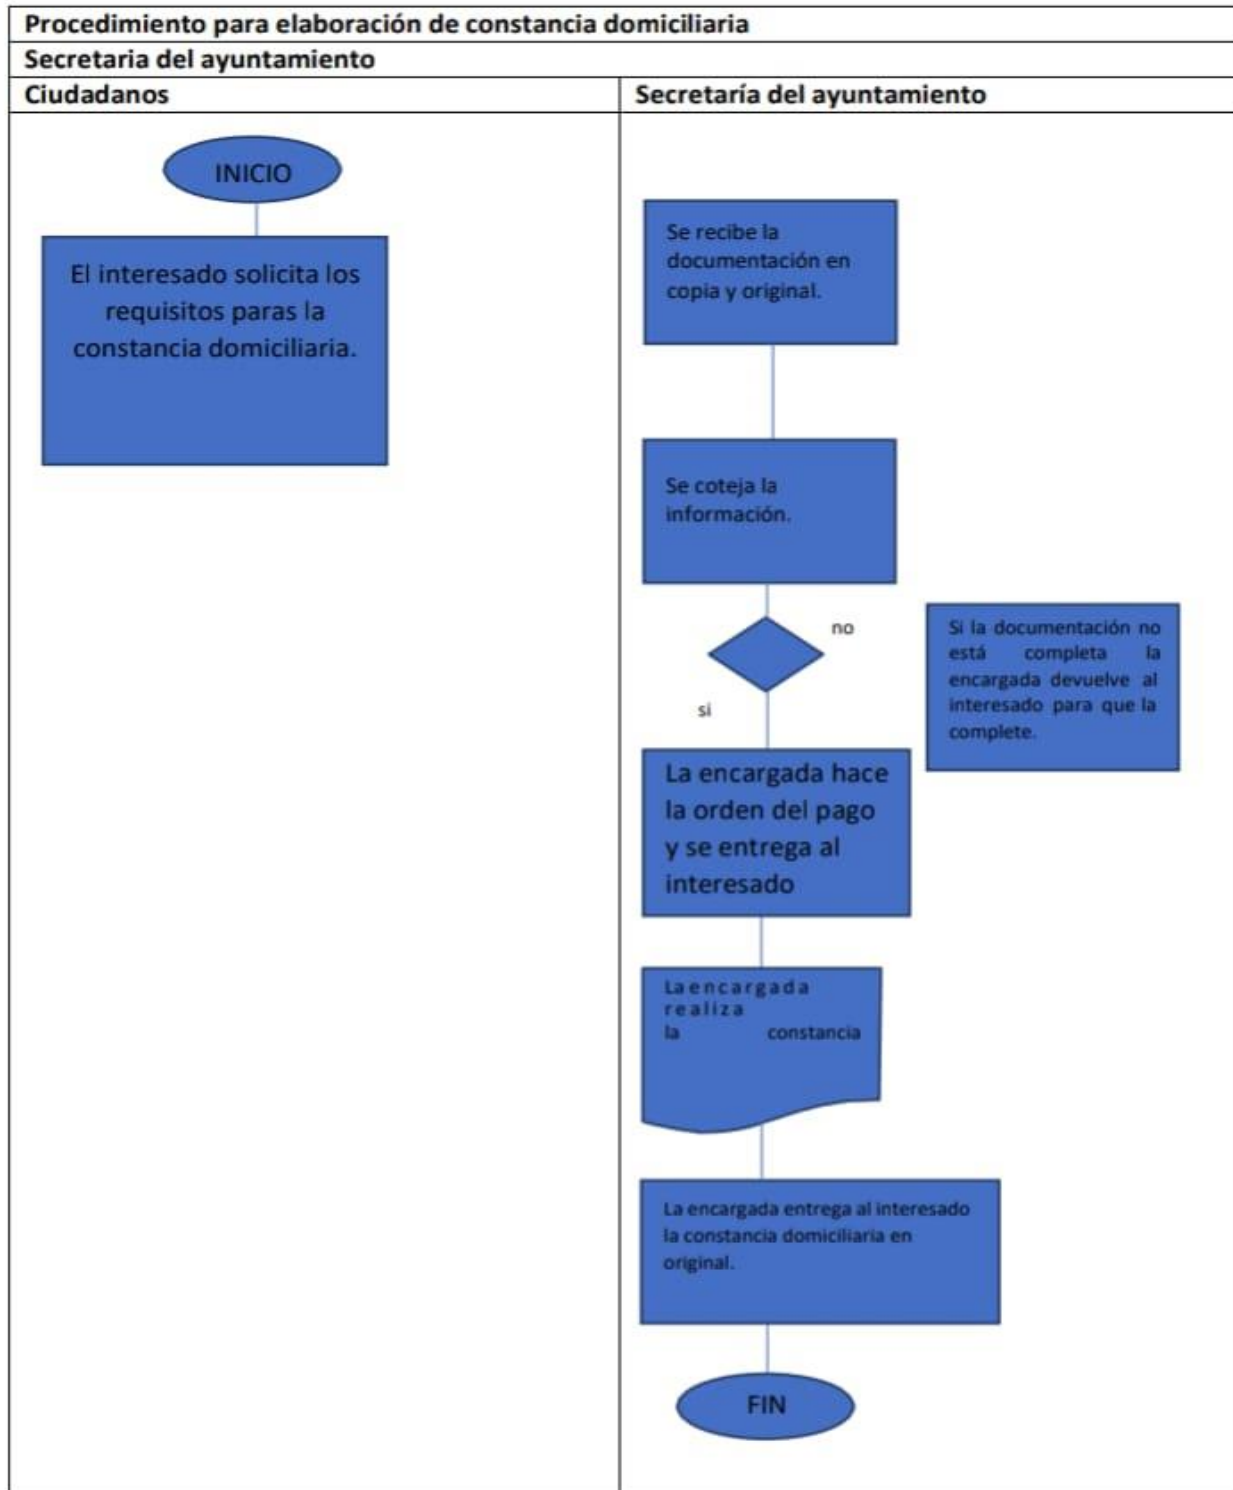 Procedimiento para elaboración de constancia domiciliaria
Secretaria del ayuntamiento
Ciudadanos
Secretaría del ayuntamiento
INICIO
El interesado solicita los
requisitos paras la
constancia domiciliaria.
Se recibe la
documentación en
copia y original.
Se coteja la
información.
no
Si la documentación no
está completa la
encargada devuelve al
interesado para que la
complete.
si
La encargada hace
la orden del pago
y se entrega al
interesado
La encargada
realiza
la constancia
La encargada entrega al interesado
la constancia domiciliaria en
original.
FIN